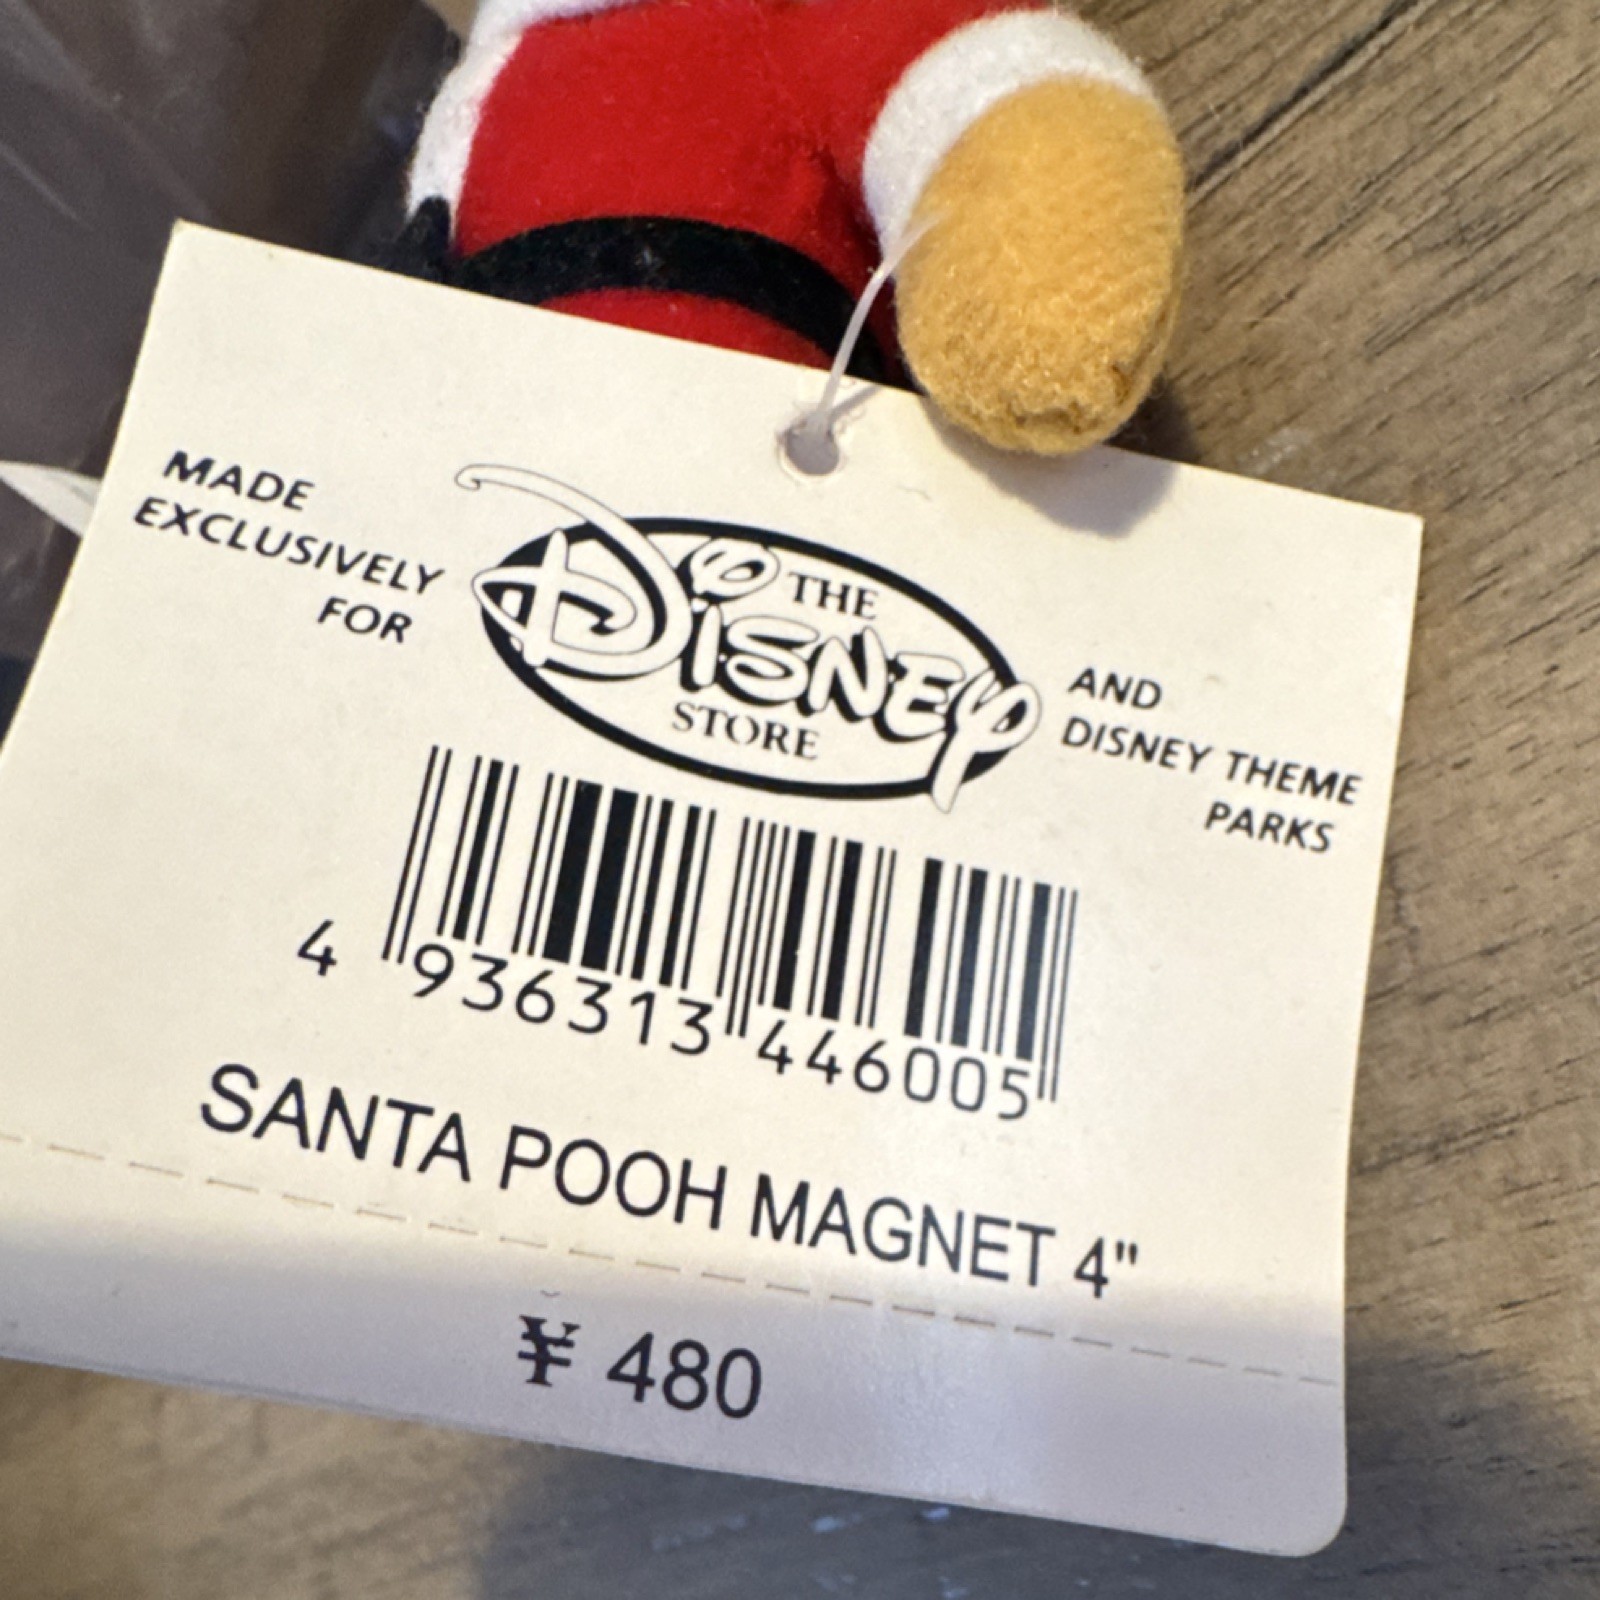 MADE
EXCLUSIVELY
FOR
THE
DISNEY
STORE
AND
DISNEY THEME
PARKS
4 936313 446005
SANTA POOH MAGNET 4"
¥ 480